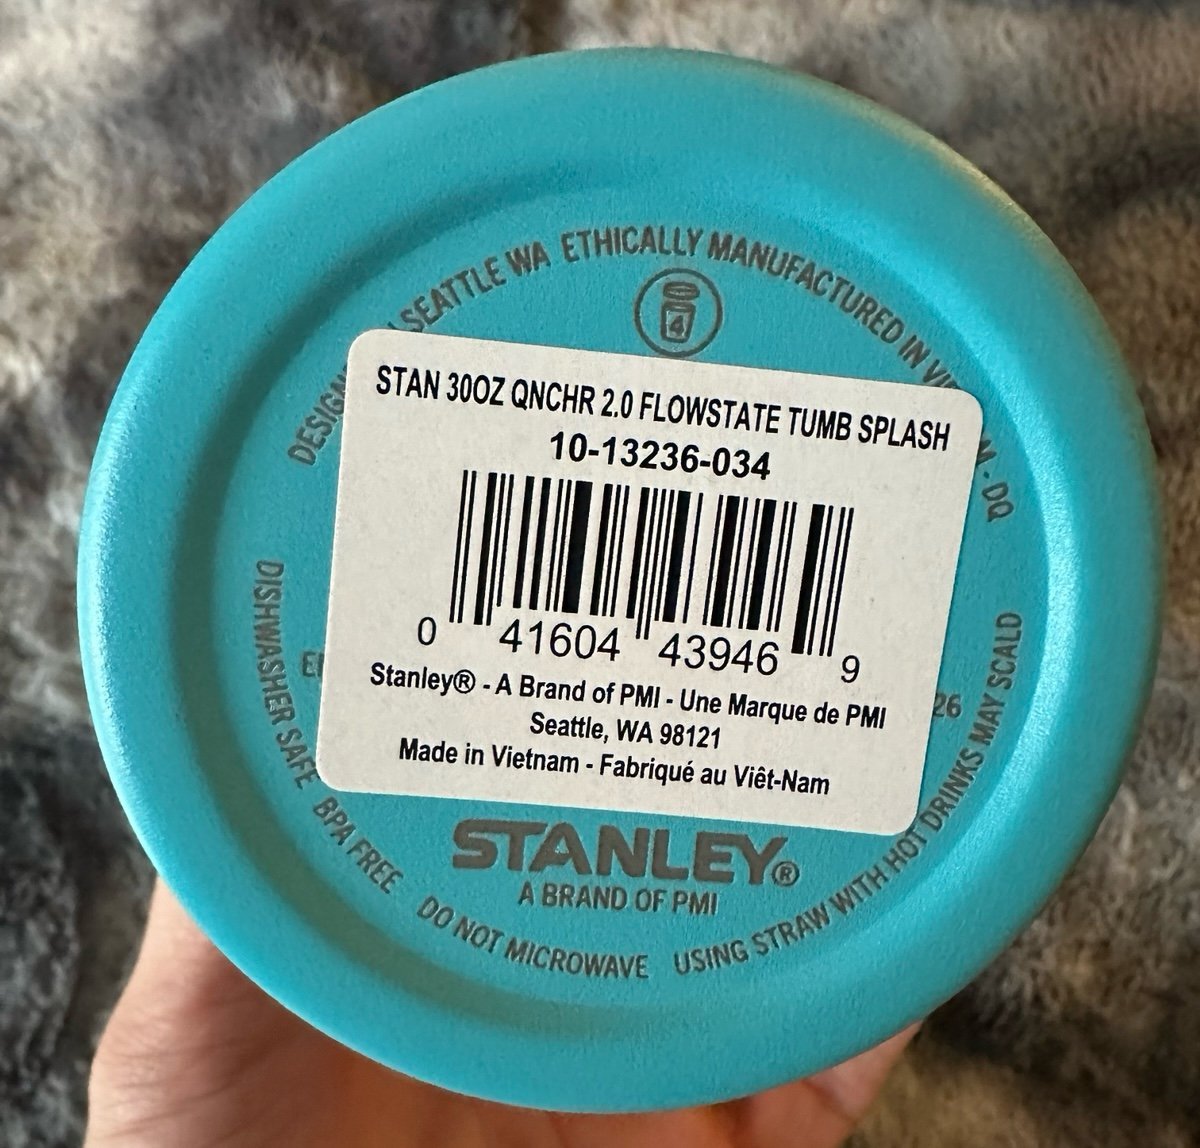 SEATTLE WA ETHICALLY MANUFACTURED IN
DQ
4
STAN 30OZ QNCHR 2.0 FLOWSTATE TUMB SPLASH
10-13236-034
0 41604 43946 9
Stanley® - A Brand of PMI - Une Marque de PMI
Seattle, WA 98121
Made in Vietnam - Fabriqué au Viêt-Nam
26
STANLEY®
A BRAND OF PMI
DISHWASHER SAFE BPA FREE DO NOT MICROWAVE USING STRAW WITH HOT DRINKS MAY SCALD